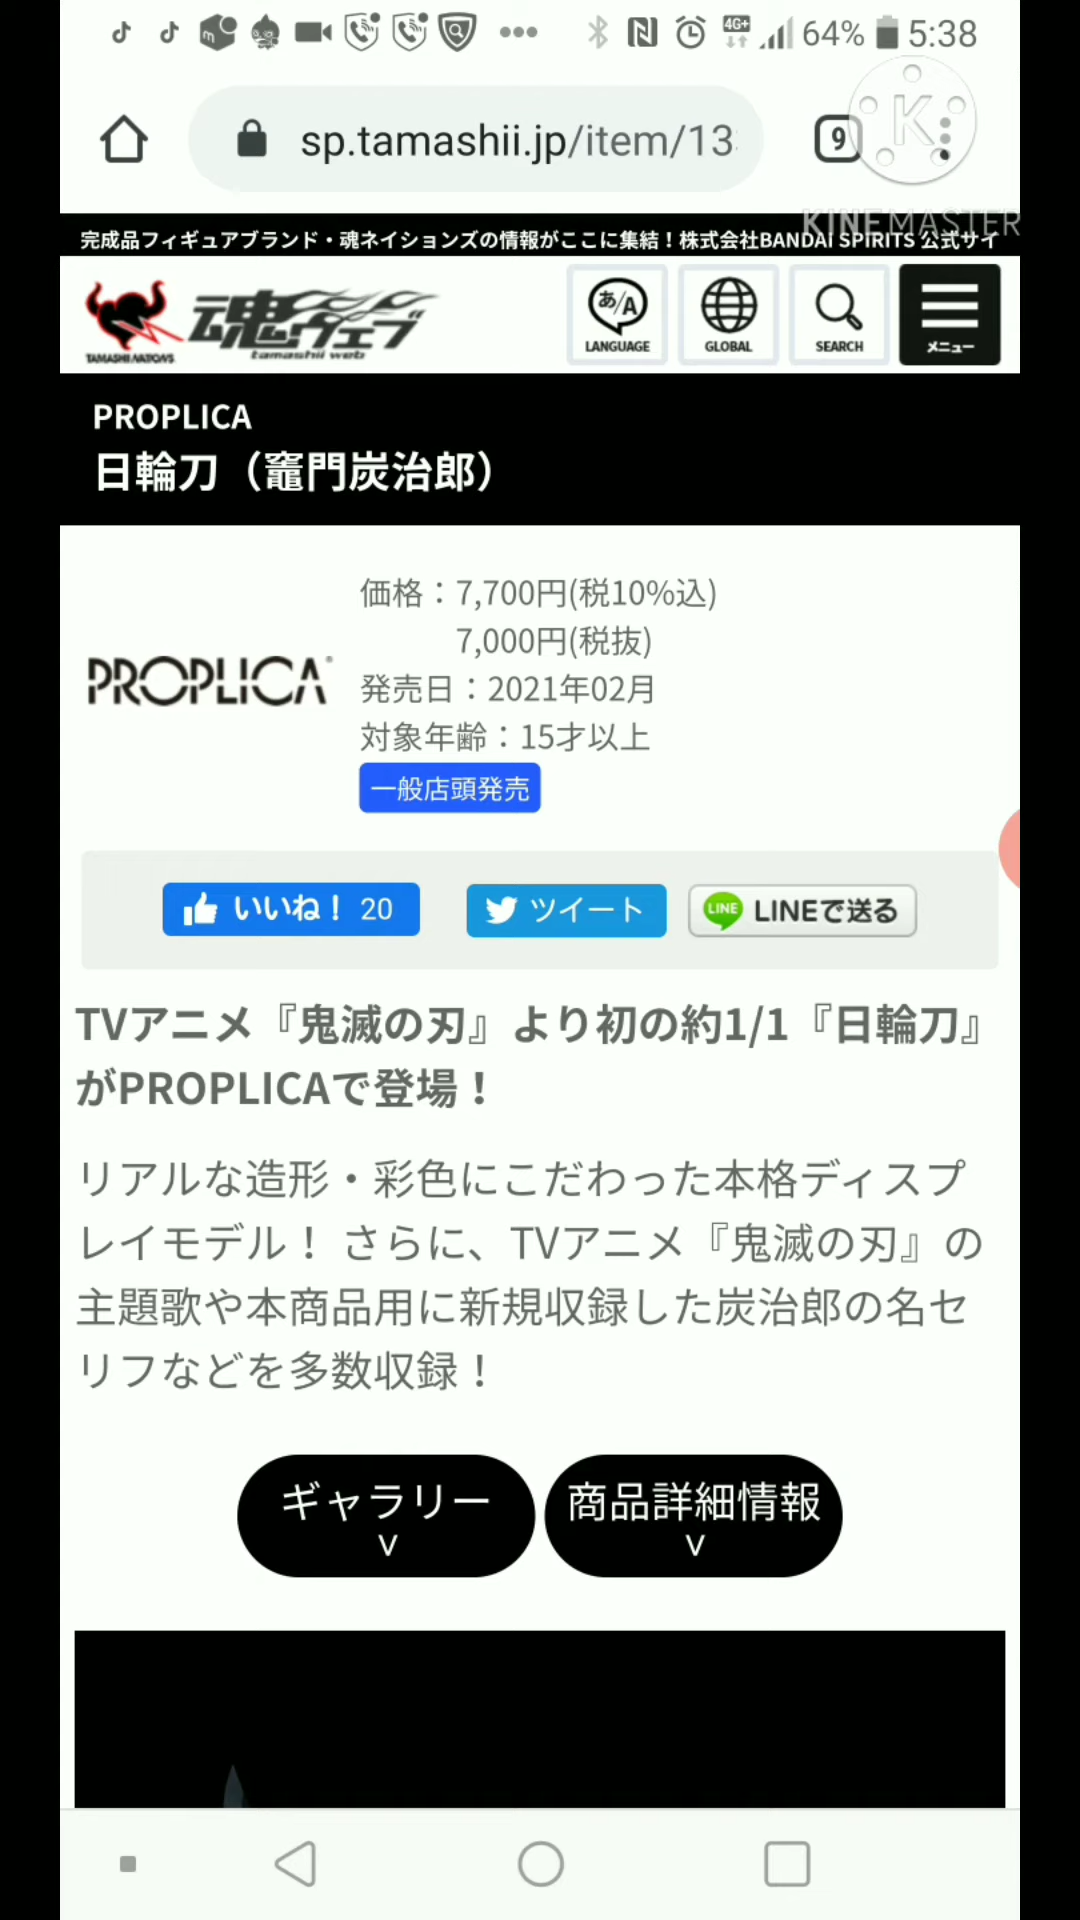 64% 5:38
sp.tamashii.jp/item/13
9
KINEMASTER
完成品フィギュアブランド・魂ネイションズの情報がここに集結！株式会社BANDAI SPIRITS 公式サイ
TAMASHII NATIONS
魂ウェブ
tamashii web
あ/A
LANGUAGE
GLOBAL
SEARCH
メニュー
PROPLICA
日輪刀（竈門炭治郎）
PROPLICA
価格：7,700円(税10%込)
7,000円(税抜)
発売日：2021年02月
対象年齢：15才以上
一般店頭発売
いいね！ 20
ツイート
LINE LINEで送る
TVアニメ『鬼滅の刃』より初の約1/1『日輪刀』
がPROPLICAで登場！
リアルな造形・彩色にこだわった本格ディスプ
レイモデル！ さらに、TVアニメ『鬼滅の刃』の
主題歌や本商品用に新規収録した炭治郎の名セ
リフなどを多数収録！
ギャラリー
商品詳細情報